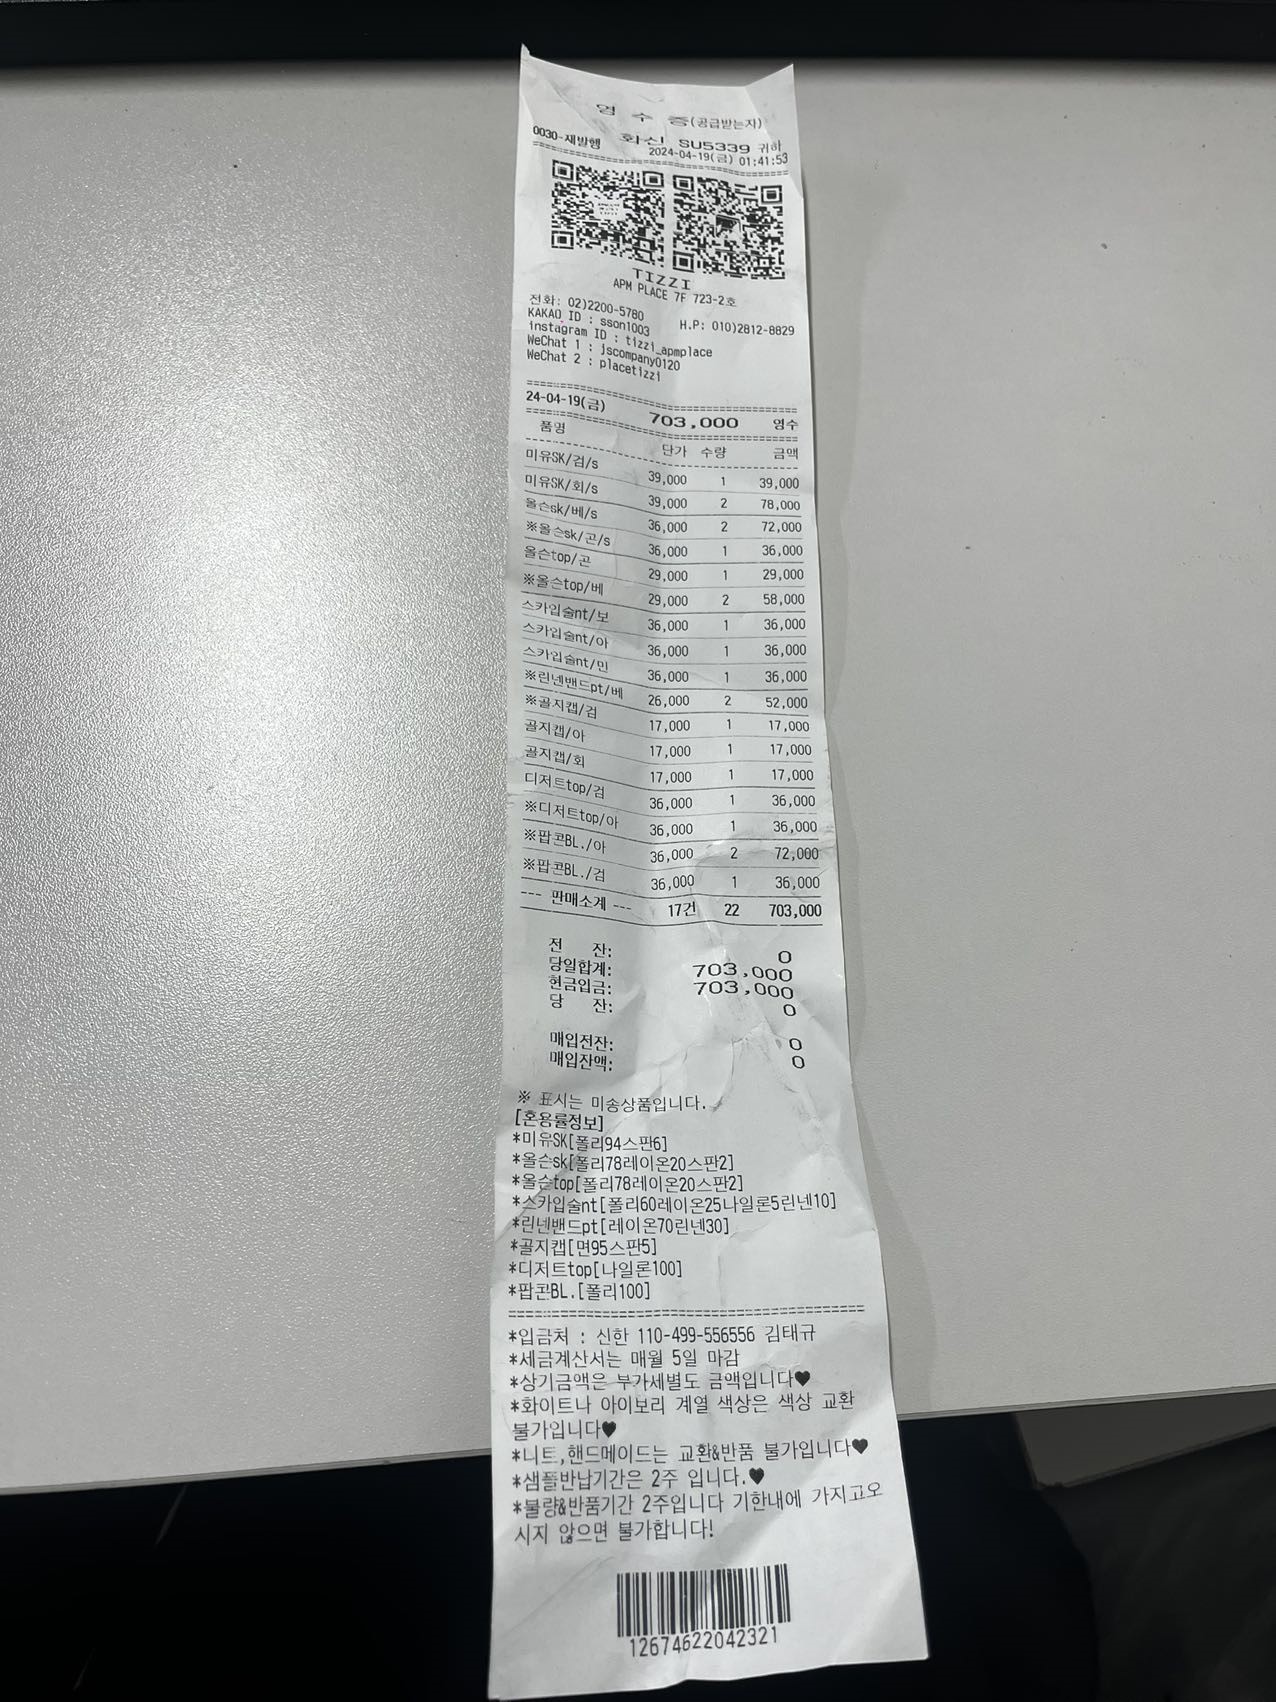 영 수 증(공급받는자)
0030-재발행 화신 SU5339 귀하
2024-04-19(금) 01:41:53
TIZZI
APM PLACE 7F 723-2호
전화: 02)2200-5780 H.P: 010)2812-8829
KAKAO ID : sson1003
instagram ID : tizzi_apmplace
WeChat 1 : jscompany0120
WeChat 2 : placetizzi
24-04-19(금) 703,000 영수
품명 단가 수량 금액
미유SK/검/s 39,000 1 39,000
미유SK/회/s 39,000 2 78,000
올슨sk/베/s 36,000 2 72,000
※올슨sk/곤/s 36,000 1 36,000
올슨top/곤 29,000 1 29,000
※올슨top/베 29,000 2 58,000
스카입술nt/보 36,000 1 36,000
스카입술nt/아 36,000 1 36,000
스카입술nt/민 36,000 1 36,000
※린넨밴드pt/베 26,000 2 52,000
※골지캡/검 17,000 1 17,000
골지캡/아 17,000 1 17,000
골지캡/회 17,000 1 17,000
디저트top/검 36,000 1 36,000
※디저트top/아 36,000 1 36,000
※팝콘BL./아 36,000 2 72,000
※팝콘BL./검 36,000 1 36,000
--- 판매소계 --- 17건 22 703,000
전 잔: 0
당일합계: 703,000
현금입금: 703,000
당 잔: 0
매입전잔: 0
매입잔액: 0
※ 표시는 미송상품입니다.
[혼용률정보]
*미유SK[폴리94스판6]
*올슨sk[폴리78레이온20스판2]
*올슨top[폴리78레이온20스판2]
*스카입술nt[폴리60레이온25나일론5린넨10]
*린넨밴드pt[레이온70린넨30]
*골지캡[면95스판5]
*디저트top[나일론100]
*팝콘BL.[폴리100]
*입금처 : 신한 110-499-556556 김태규
*세금계산서는 매월 5일 마감
*상기금액은 부가세별도 금액입니다♥
*화이트나 아이보리 계열 색상은 색상 교환
불가입니다♥
*니트,핸드메이드는 교환&반품 불가입니다♥
*샘플반납기간은 2주 입니다.♥
*불량&반품기간 2주입니다 기한내에 가지고오
시지 않으면 불가합니다!
12674622042321